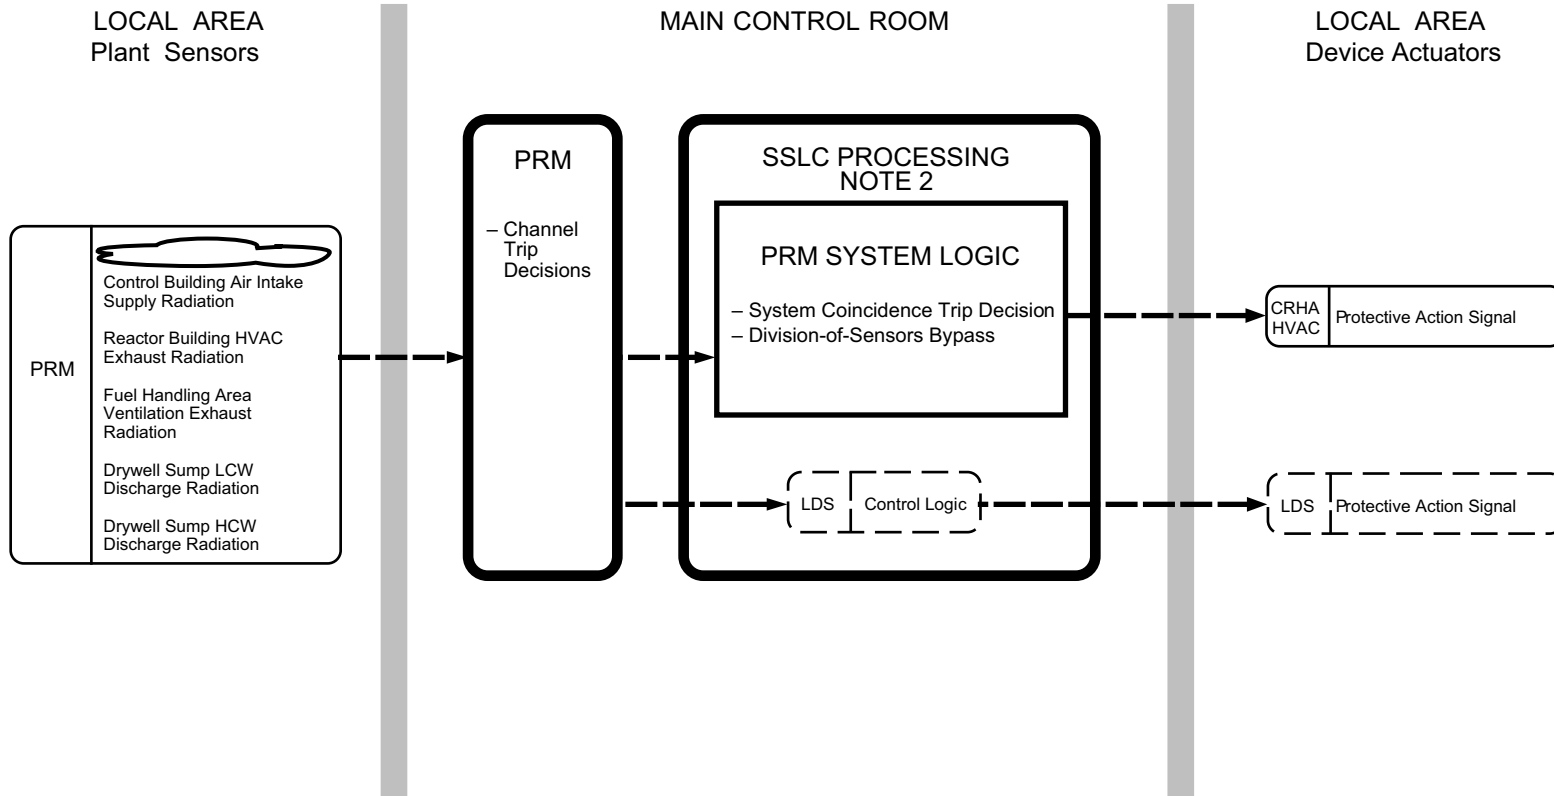 LOCAL AREA
Plant Sensors
MAIN CONTROL ROOM
LOCAL AREA
Device Actuators
PRM
Control Building Air Intake
Supply Radiation
Reactor Building HVAC
Exhaust Radiation
Fuel Handling Area
Ventilation Exhaust
Radiation
Drywell Sump LCW
Discharge Radiation
Drywell Sump HCW
Discharge Radiation
PRM
– Channel
Trip
Decisions
SSLC PROCESSING
NOTE 2
PRM SYSTEM LOGIC
– System Coincidence Trip Decision
– Division-of-Sensors Bypass
LDS
Control Logic
CRHA
HVAC
Protective Action Signal
LDS
Protective Action Signal